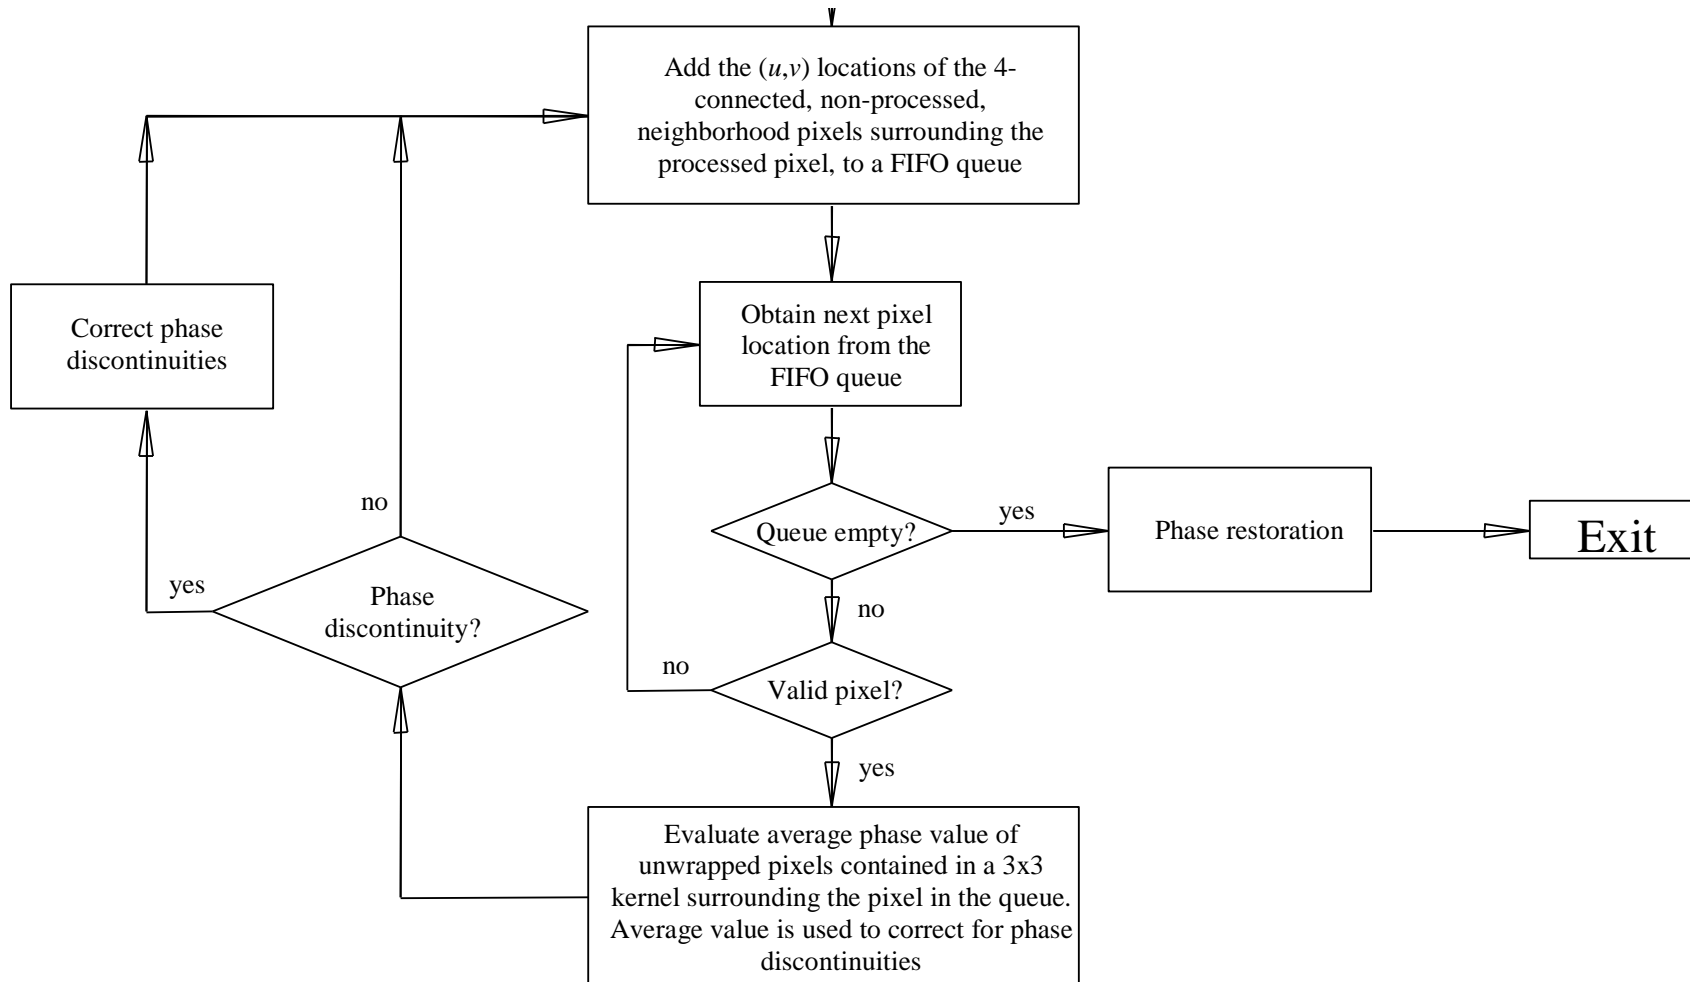 Add the (u,v) locations of the 4-
connected, non-processed,
neighborhood pixels surrounding the
processed pixel, to a FIFO queue
Correct phase
discontinuities
Obtain next pixel
location from the
FIFO queue
no
Queue empty?
yes
Phase restoration
Exit
yes
Phase
discontinuity?
no
no
Valid pixel?
yes
Evaluate average phase value of
unwrapped pixels contained in a 3x3
kernel surrounding the pixel in the queue.
Average value is used to correct for phase
discontinuities